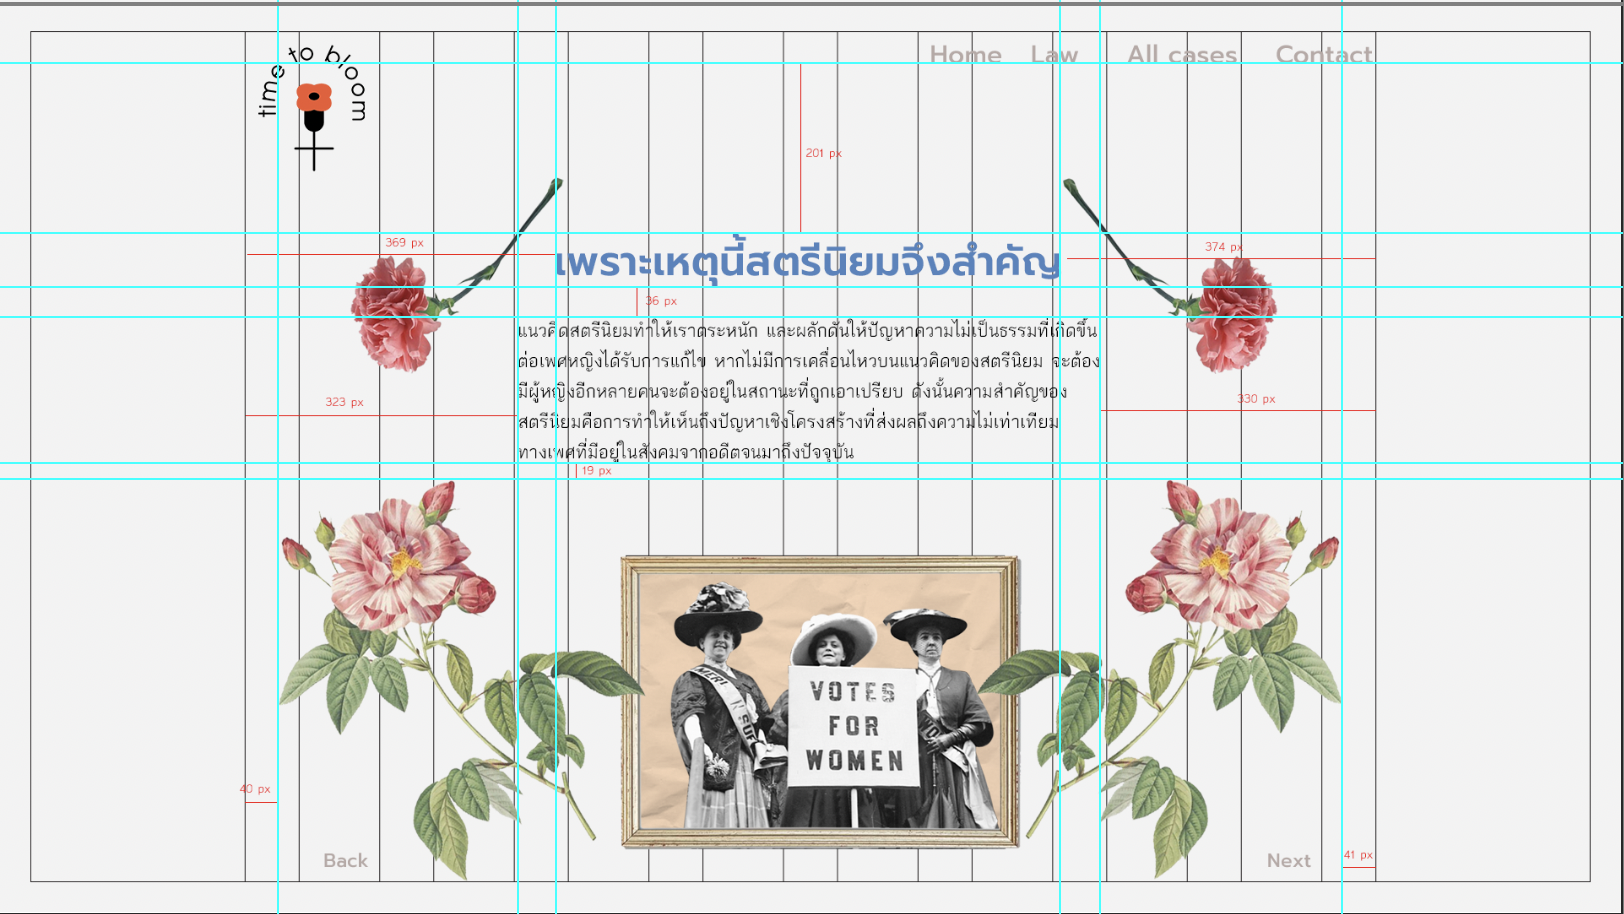 time to bloom
Home Law All cases Contact
201 px
369 px
374 px
เพราะเหตุนี้สตรีนิยมจึงสำคัญ
36 px
แนวคิดสตรีนิยมทำให้เราตระหนัก และผลักดันให้ปัญหาความไม่เป็นธรรมที่เกิดขึ้น
ต่อเพศหญิงได้รับการแก้ไข หากไม่มีการเคลื่อนไหวบนแนวคิดของสตรีนิยม จะต้อง
มีผู้หญิงอีกหลายคนจะต้องอยู่ในสถานะที่ถูกเอาเปรียบ ดังนั้นความสำคัญของ
323 px
330 px
สตรีนิยมคือการทำให้เห็นถึงปัญหาเชิงโครงสร้างที่ส่งผลถึงความไม่เท่าเทียม
ทางเพศที่มีอยู่ในสังคมจากอดีตจนมาถึงปัจจุบัน
19 px
VOTES
FOR
WOMEN
40 px
41 px
Back
Next